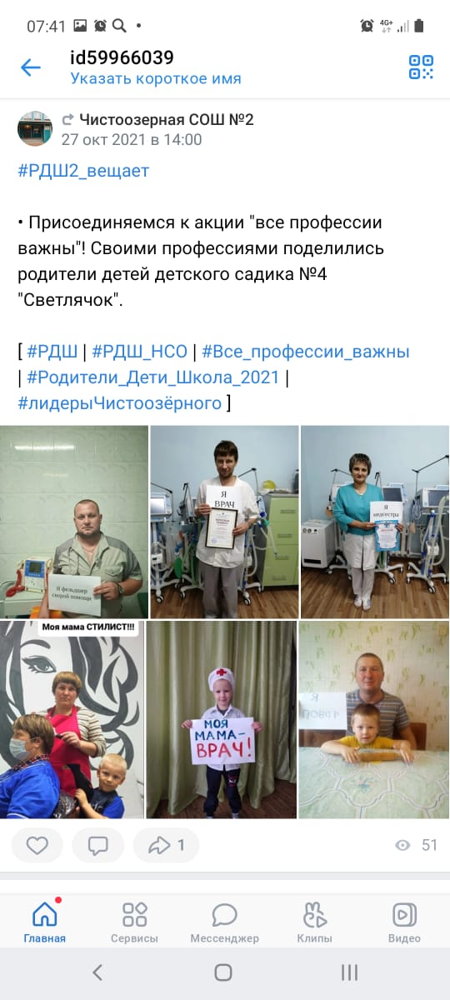 07:41
4G+
id59966039
Указать короткое имя
Чистоозерная СОШ №2
27 окт 2021 в 14:00
#РДШ2_вещает
• Присоединяемся к акции "все профессии
важны"! Своими профессиями поделились
родители детей детского садика №4
"Светлячок".
[ #РДШ | #РДШ_НСО | #Все_профессии_важны
| #Родители_Дети_Школа_2021 |
#лидерыЧистоозёрного ]
Я фельдшер
скорой помощи
Я
ВРАЧ
Я
медсестра
Моя мама СТИЛИСТ!!!
МОЯ
МАМА-
ВРАЧ!
Я
повар
1
51
Главная
Сервисы
Мессенджер
Клипы
Видео